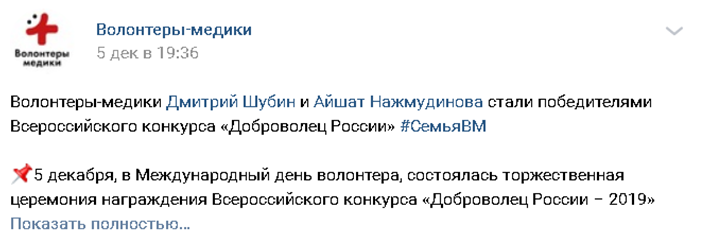 Волонтеры
медики
Волонтеры-медики
5 дек в 19:36
Волонтеры-медики Дмитрий Шубин и Айшат Нажмудинова стали победителями
Всероссийского конкурса «Доброволец России» #СемьяВМ
5 декабря, в Международный день волонтера, состоялась торжественная
церемония награждения Всероссийского конкурса «Доброволец России – 2019»
Показать полностью...